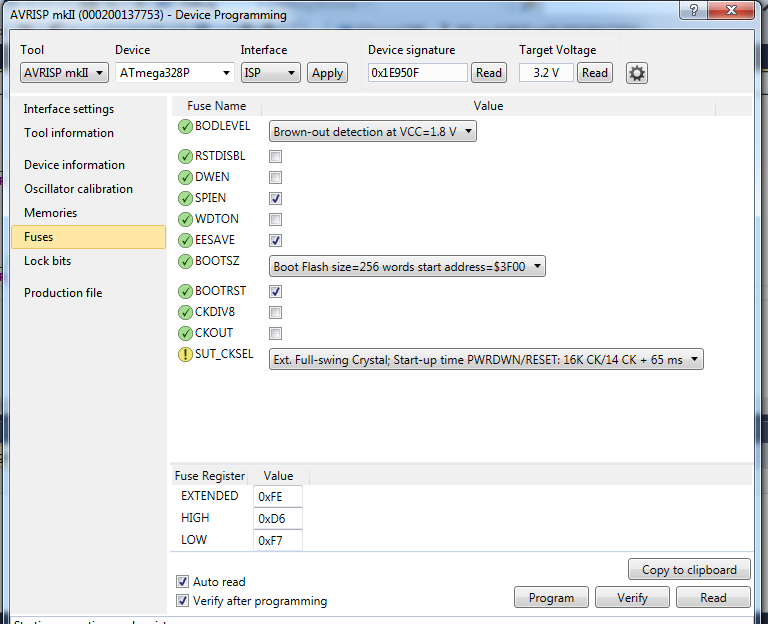 AVRISP mkII (000200137753) - Device Programming
Tool Device Interface Device signature Target Voltage
AVRISP mkII ATmega328P ISP Apply 0x1E950F Read 3.2 V Read
Interface settings
Tool information
Device information
Oscillator calibration
Memories
Fuses
Lock bits
Production file
Fuse Name Value
BODLEVEL Brown-out detection at VCC=1.8 V
RSTDISBL
DWEN
SPIEN
WDTON
EESAVE
BOOTSZ Boot Flash size=256 words start address=$3F00
BOOTRST
CKDIV8
CKOUT
SUT_CKSEL Ext. Full-swing Crystal; Start-up time PWRDWN/RESET: 16K CK/14 CK + 65 ms
Fuse Register Value
EXTENDED 0xFE
HIGH 0xD6
LOW 0xF7
Copy to clipboard
Auto read
Verify after programming
Program Verify Read